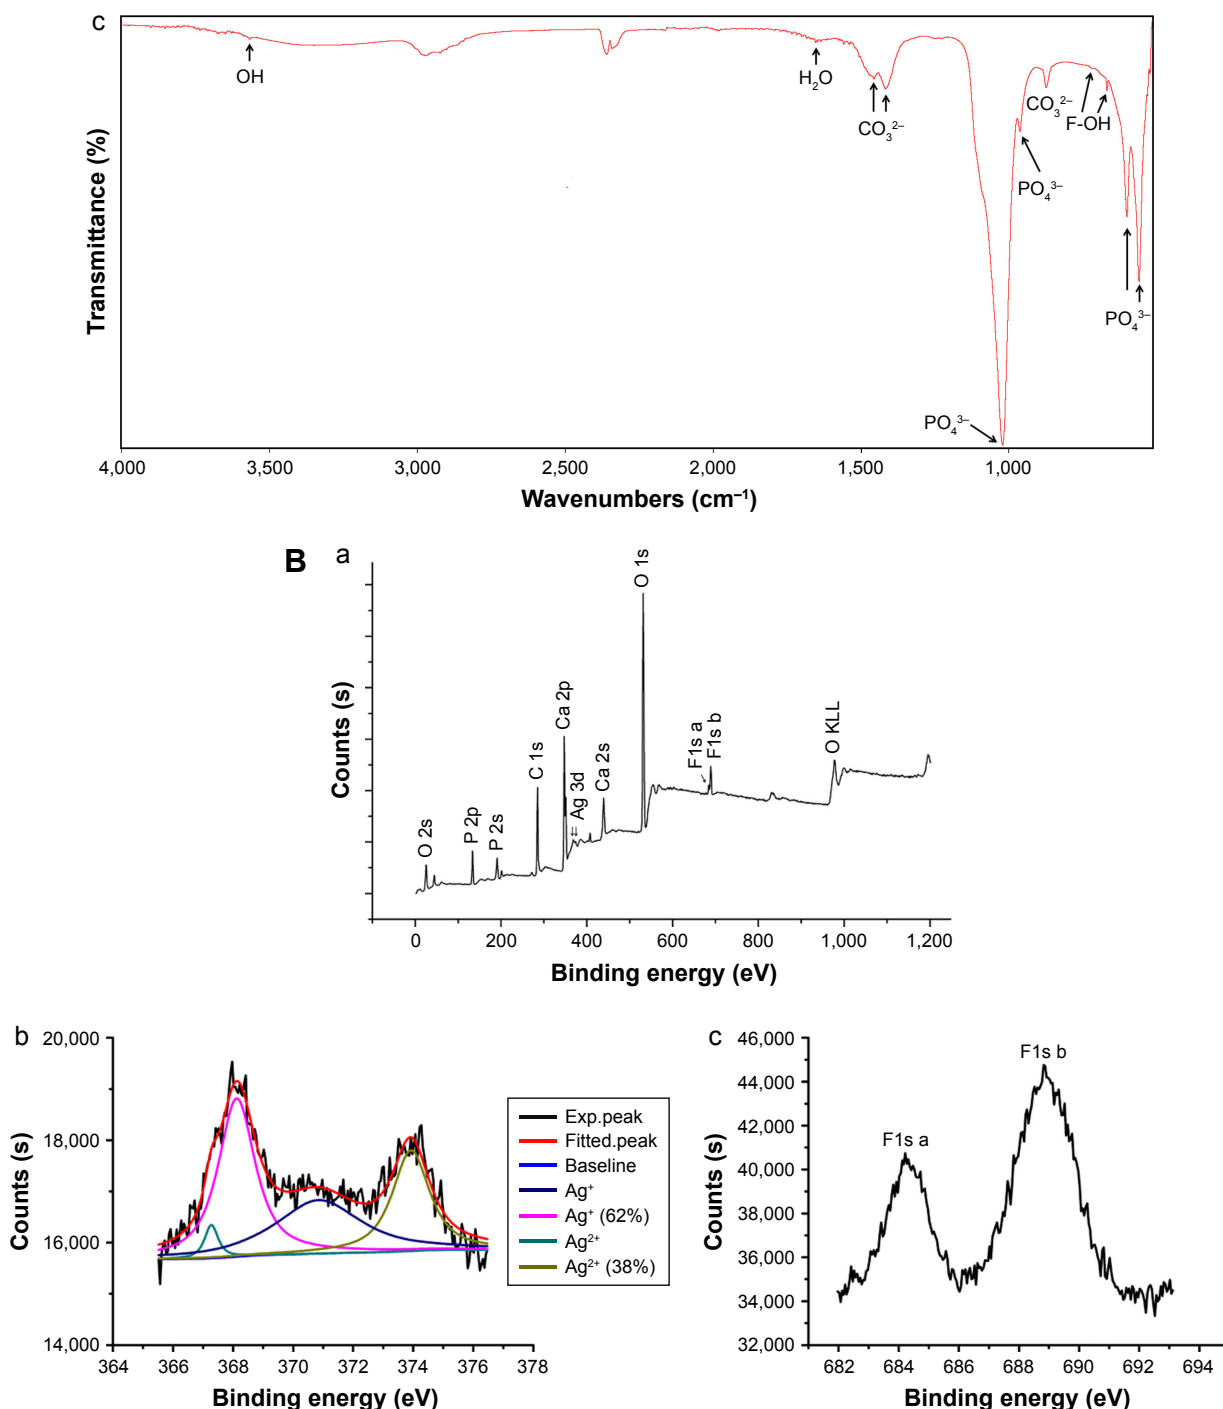 c
OH
H₂O
CO₃²⁻
CO₃²⁻
F-OH
PO₄³⁻
PO₄³⁻
PO₄³⁻
Transmittance (%)
4,000 3,500 3,000 2,500 2,000 1,500 1,000
Wavenumbers (cm⁻¹)
B
a
O 2s
P 2p
P 2s
C 1s
Ca 2p
Ag 3d
Ca 2s
O 1s
F1s a
F1s b
O KLL
Counts (s)
0 200 400 600 800 1,000 1,200
Binding energy (eV)
b
20,000
18,000
16,000
14,000
Counts (s)
364 366 368 370 372 374 376 378
Binding energy (eV)
Exp.peak
Fitted.peak
Baseline
Ag⁺
Ag⁺ (62%)
Ag²⁺
Ag²⁺ (38%)
c
F1s a
F1s b
46,000
44,000
42,000
40,000
38,000
36,000
34,000
32,000
Counts (s)
682 684 686 688 690 692 694
Binding energy (eV)